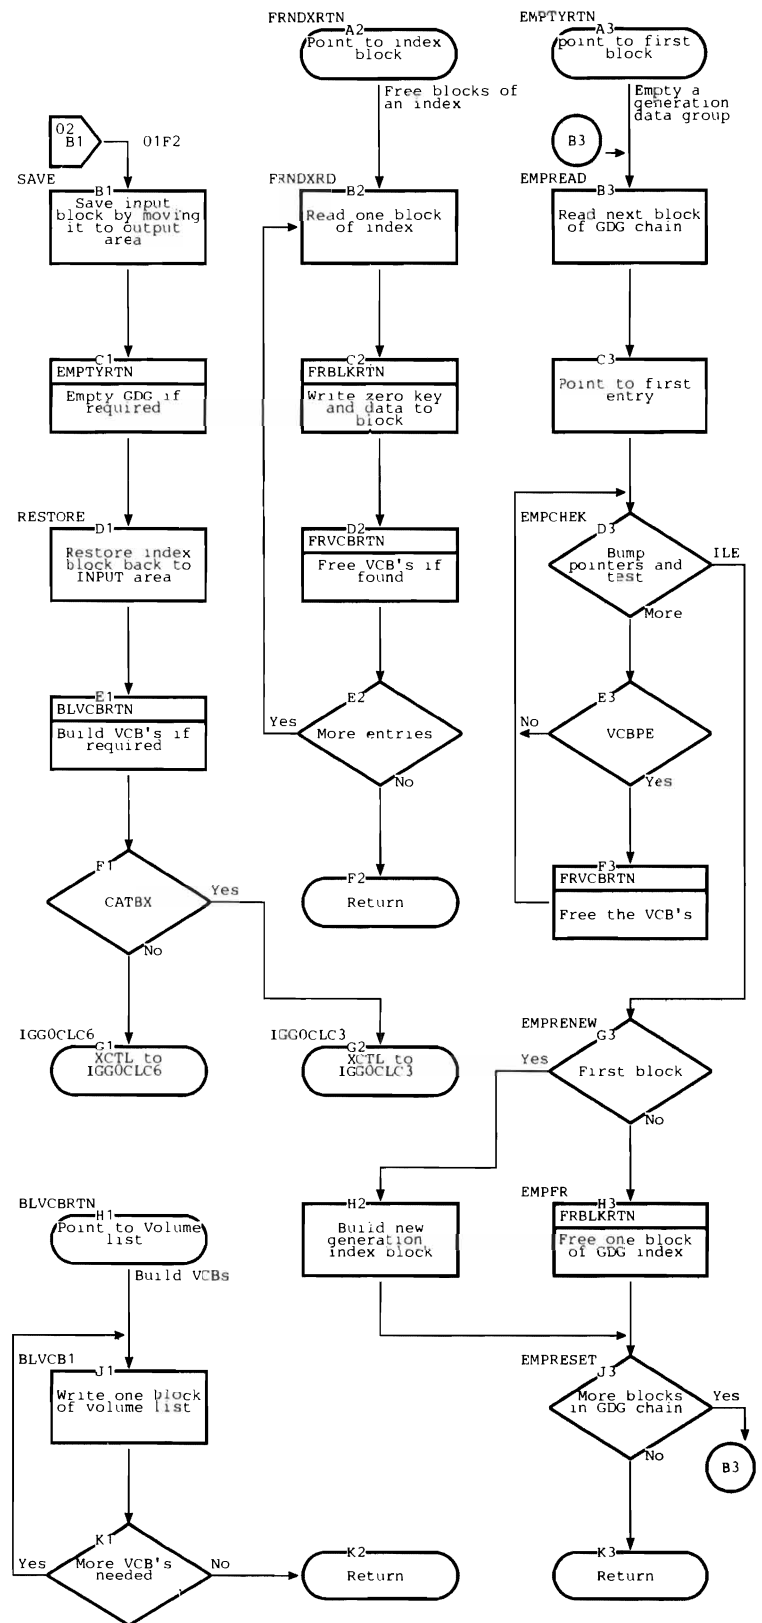 FRNDXRTN
A2
Point to index
block
Free blocks of
an index
EMPTYRTN
A3
point to first
block
Empty a
generation
data group
02
B1
01F2
B3
SAVE
B1
Save input
block by moving
it to output
area
FRNDXRD
B2
Read one block
of index
EMPREAD
B3
Read next block
of GDG chain
C1
EMPTYRTN
Empty GDG if
required
C2
FRBLKRTN
Write zero key
and data to
block
C3
Point to first
entry
RESTORE
D1
Restore index
block back to
INPUT area
D2
FRVCBRTN
Free VCB's if
found
EMPCHEK
D3
Bump
pointers and
test
ILE
More
E1
BLVCBRTN
Build VCB's if
required
E2
More entries
Yes
No
E3
VCBPE
No
Yes
F1
CATBX
Yes
No
F2
Return
F3
FRVCBRTN
Free the VCB's
IGG0CLC6
G1
XCTL to
IGG0CLC6
IGG0CLC3
G2
XCTL to
IGG0CLC3
EMPRENEW
G3
First block
Yes
No
BLVCBRTN
H1
Point to Volume
list
Build VCBs
H2
Build new
generation
index block
EMPFR
H3
FRBLKRTN
Free one block
of GDG index
BLVCB1
J1
Write one block
of volume list
EMPRESET
J3
More blocks
in GDG chain
Yes
No
B3
K1
More VCB's
needed
Yes
No
K2
Return
K3
Return